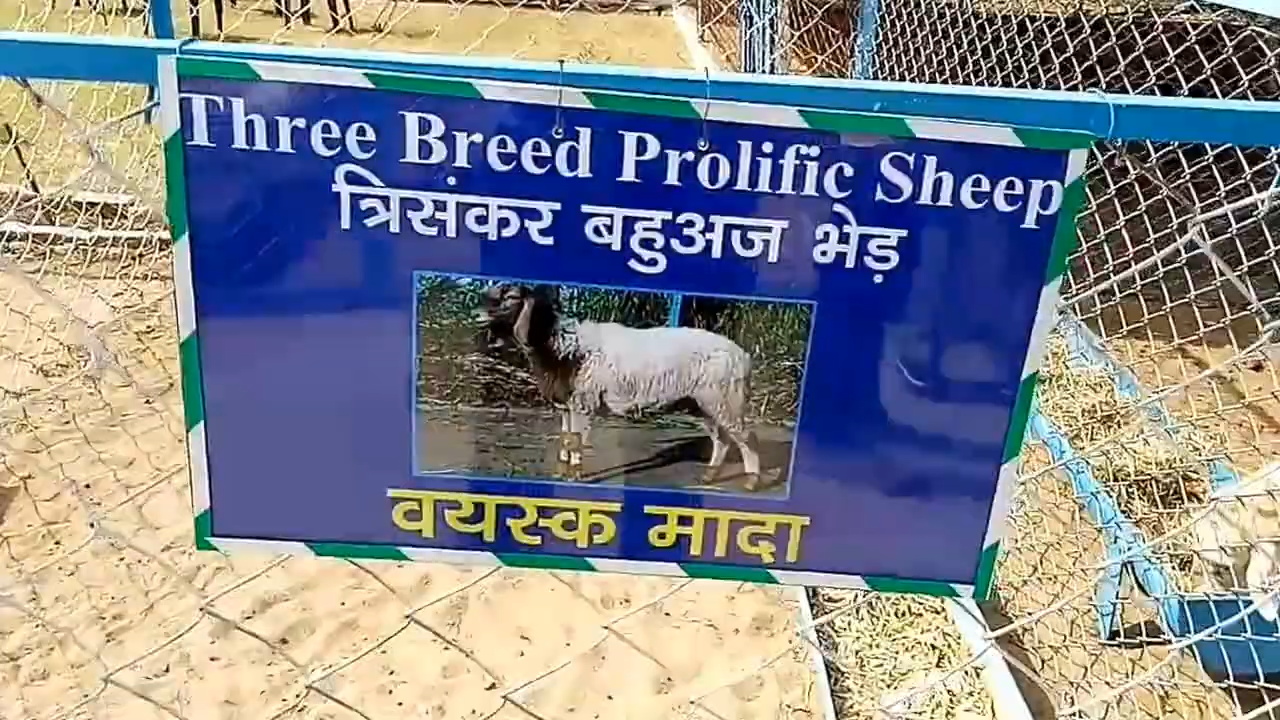 Three Breed Prolific Sheep
त्रिसंकर बहुअज भेड़
वयस्क मादा